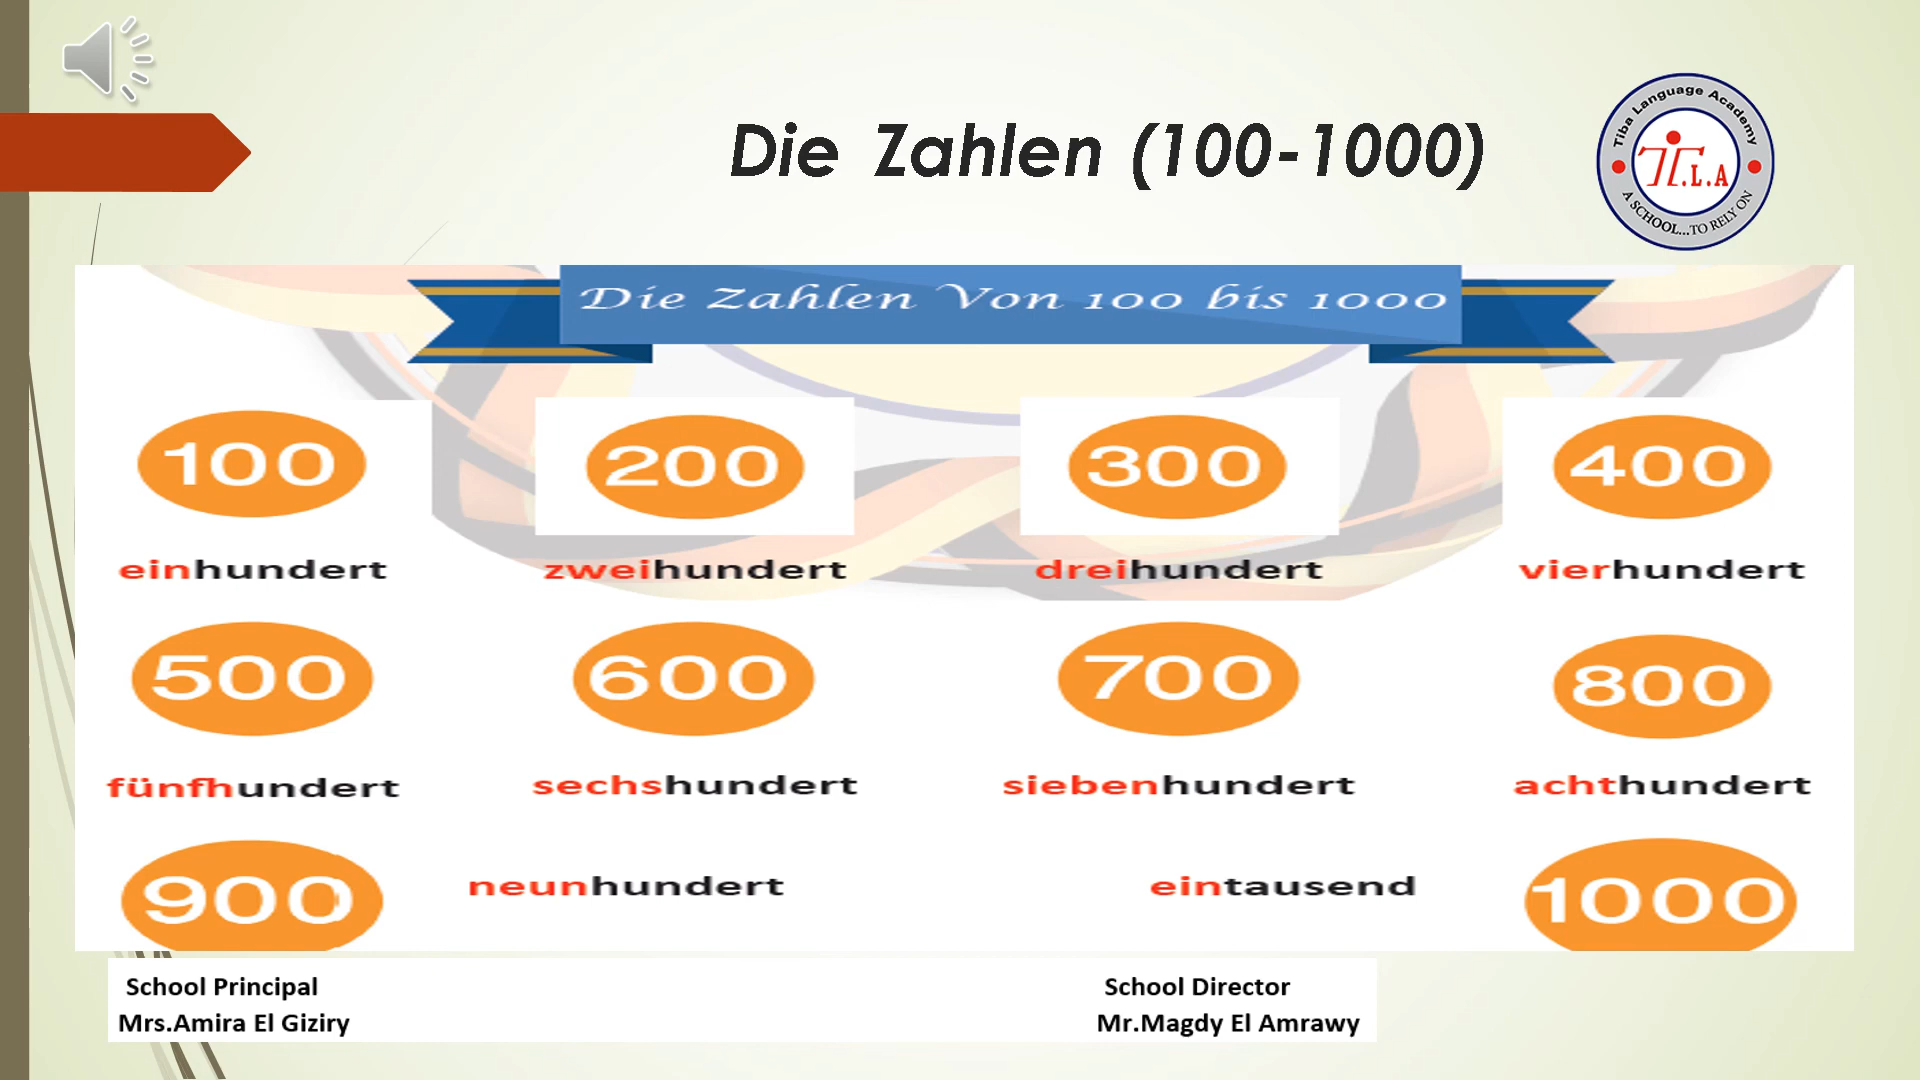 Die Zahlen (100-1000)
Tiba Language Academy
T.L.A
A SCHOOL...TO RELY ON
Die Zahlen Von 100 bis 1000
100 200 300 400
einhundert zweihundert dreihundert vierhundert
500 600 700 800
fünfhundert sechshundert siebenhundert achthundert
900 neunhundert eintausend 1000
School Principal School Director
Mrs.Amira El Giziry Mr.Magdy El Amrawy